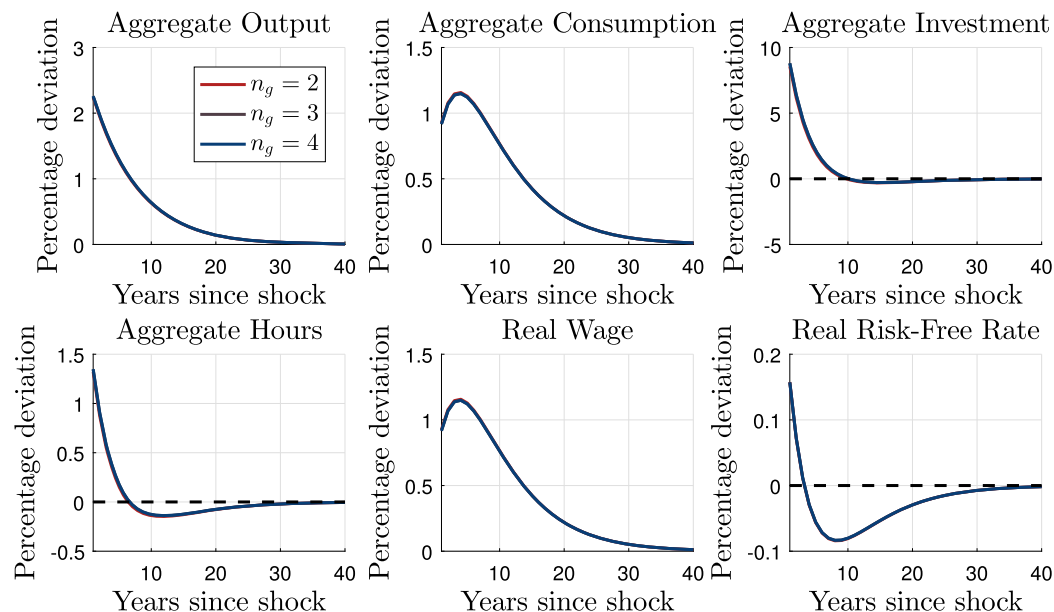 Aggregate Output
Percentage deviation
3
2
1
0
10 20 30 40
Years since shock
n_g = 2
n_g = 3
n_g = 4
Aggregate Consumption
Percentage deviation
1.5
1
0.5
0
10 20 30 40
Years since shock
Aggregate Investment
Percentage deviation
10
5
0
-5
10 20 30 40
Years since shock
Aggregate Hours
Percentage deviation
1.5
1
0.5
0
-0.5
10 20 30 40
Years since shock
Real Wage
Percentage deviation
1.5
1
0.5
0
10 20 30 40
Years since shock
Real Risk-Free Rate
Percentage deviation
0.2
0.1
0
-0.1
10 20 30 40
Years since shock